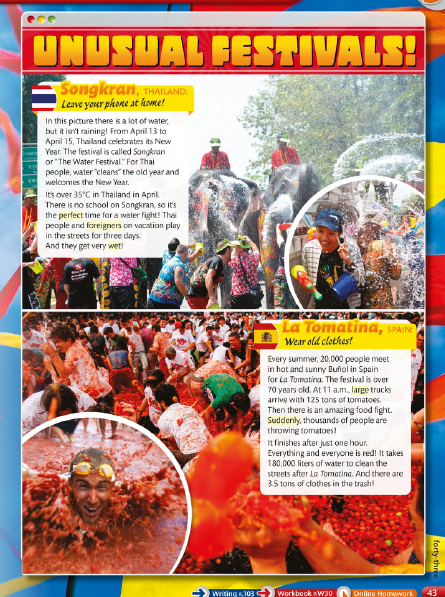 UNUSUAL FESTIVALS!
Songkran, THAILAND:
Leave your phone at home!
In this picture there is a lot of water,
but it isn't raining! From April 13 to
April 15, Thailand celebrates its New
Year. The festival is called Songkran
or "The Water Festival." For Thai
people, water "cleans" the old year and
welcomes the New Year.
It's over 35°C in Thailand in April.
There is no school on Songkran, so it's
the perfect time for a water fight! Thai
people and foreigners on vacation play
in the streets for three days.
And they get very wet!
La Tomatina, SPAIN:
Wear old clothes!
Every summer, 20,000 people meet
in hot and sunny Buñol in Spain
for La Tomatina. The festival is over
70 years old. At 11 a.m., large trucks
arrive with 125 tons of tomatoes.
Then there is an amazing food fight.
Suddenly, thousands of people are
throwing tomatoes!
It finishes after just one hour.
Everything and everyone is red! It takes
180,000 liters of water to clean the
streets after La Tomatina. And there are
3.5 tons of clothes in the trash!
forty-three
Writing p.103 Workbook p.W30 Online Homework 43